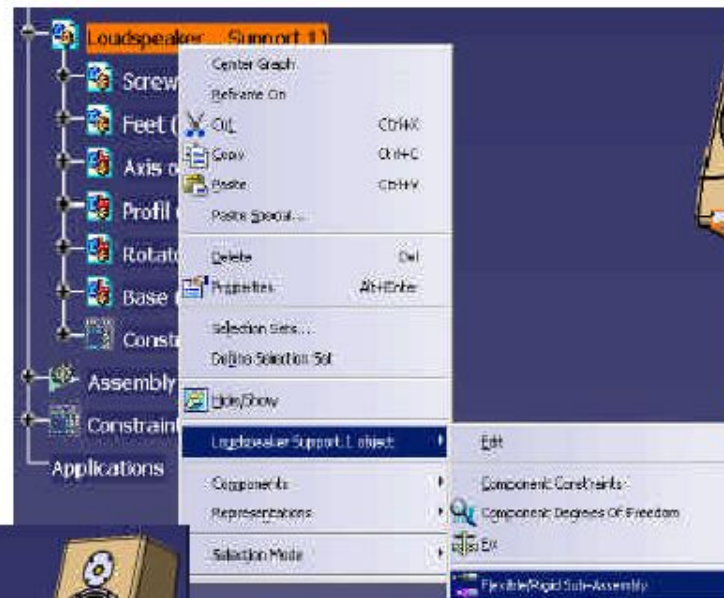 Loudspeaker ... Support.1)
Screw
Feet (
Axis o
Profil
Rotato
Base (
Constr
Assembly
Constraint
Applications
Center Graph
Reframe On
Cut Ctrl+X
Copy Ctrl+C
Paste Ctrl+V
Paste Special...
Delete Del
Properties Alt+Enter
Selection Sets...
Define Selection Set
Hide/Show
Loudspeaker Support.1 object
Components
Representations
Selection Mode
Edit
Component Constraints
Component Degrees Of Freedom
Fix
Flexible/Rigid Sub-Assembly